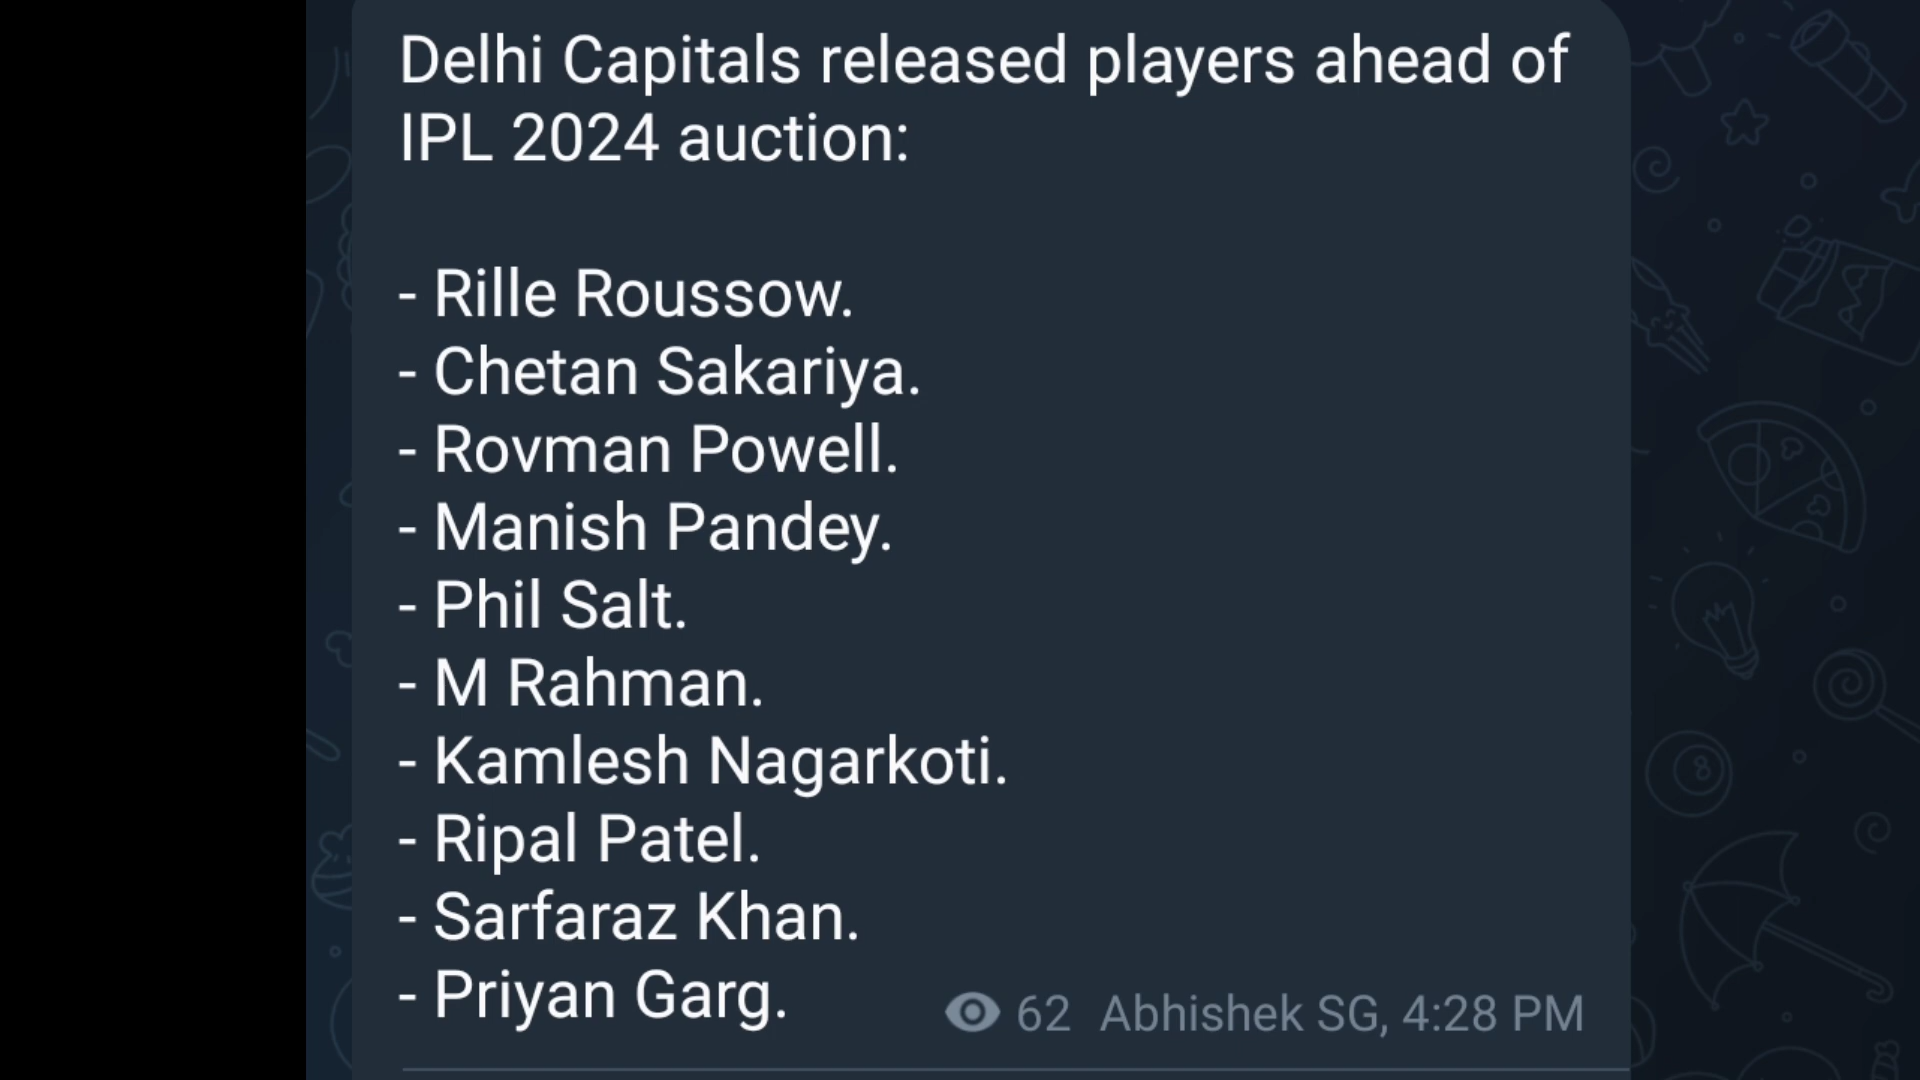 Delhi Capitals released players ahead of
IPL 2024 auction:
- Rille Roussow.
- Chetan Sakariya.
- Rovman Powell.
- Manish Pandey.
- Phil Salt.
- M Rahman.
- Kamlesh Nagarkoti.
- Ripal Patel.
- Sarfaraz Khan.
- Priyan Garg.
62 Abhishek SG, 4:28 PM